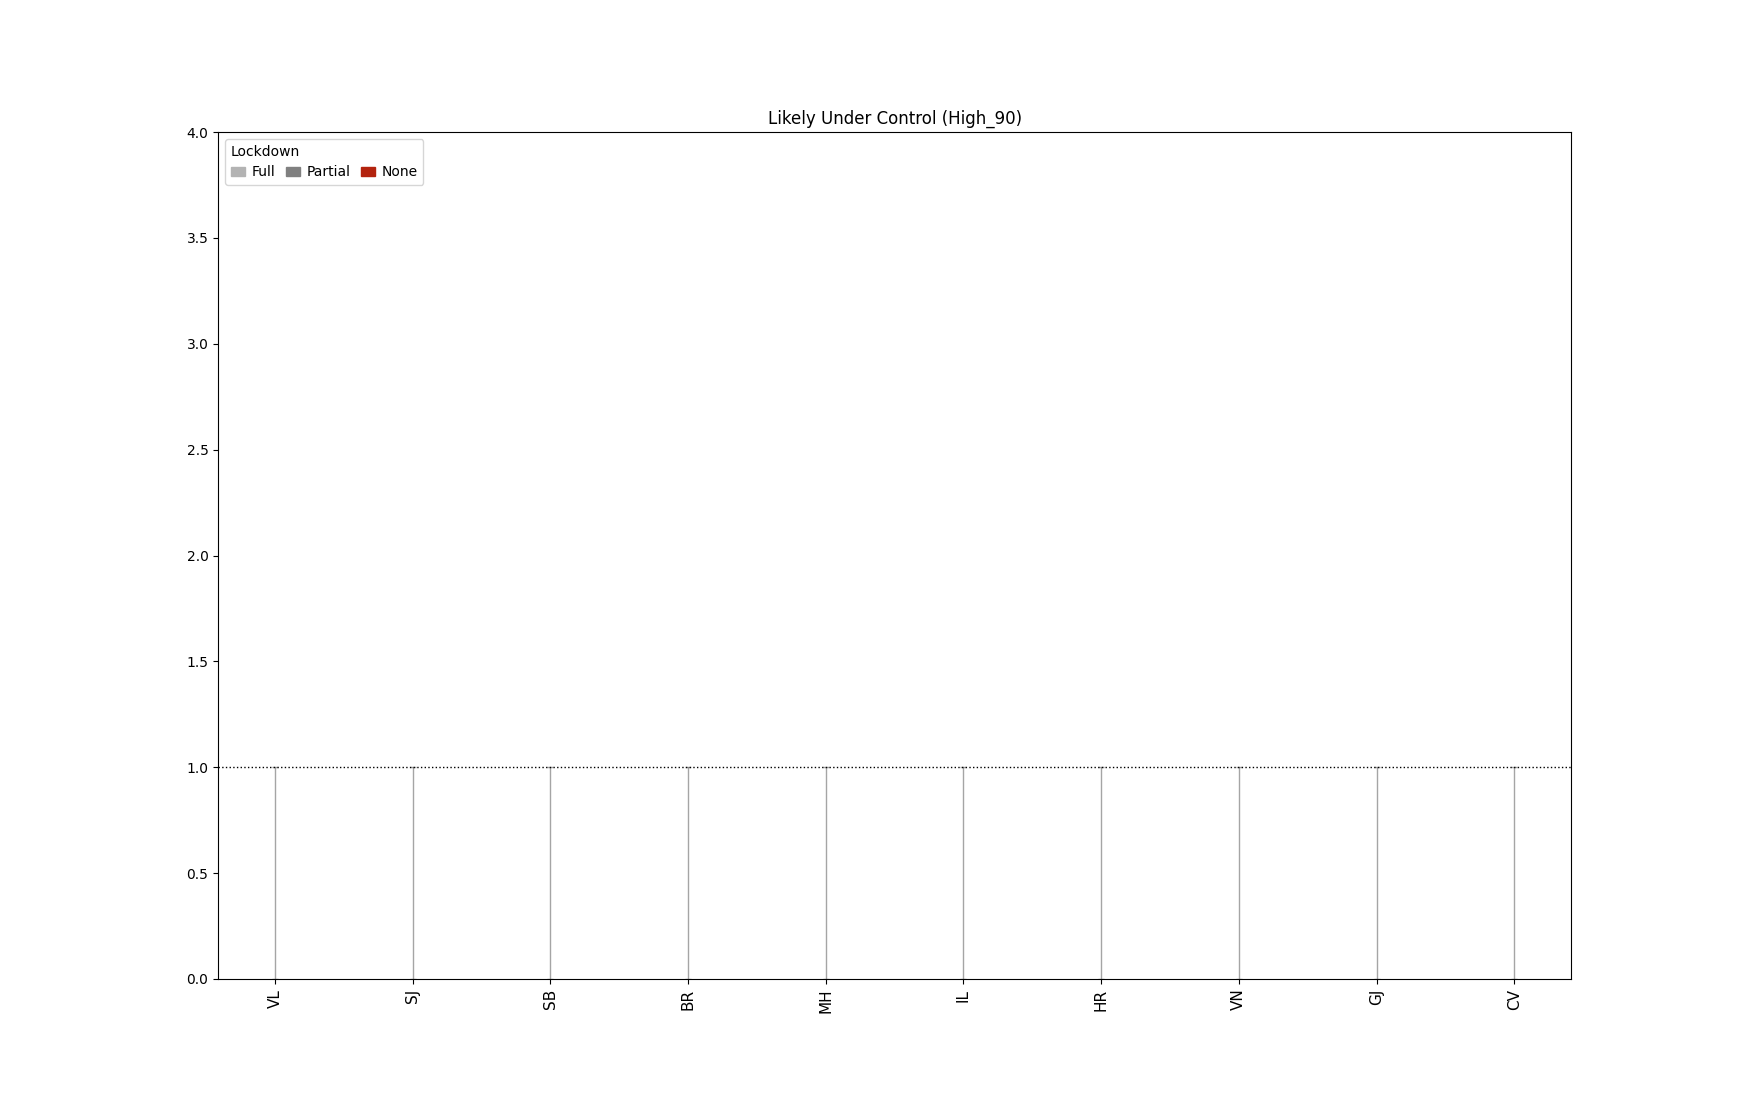 Likely Under Control (High_90)
4.0
Lockdown
Full Partial None
3.5
3.0
2.5
2.0
1.5
1.0
0.5
0.0
VL SJ SB BR MH IL HR VN GJ CV